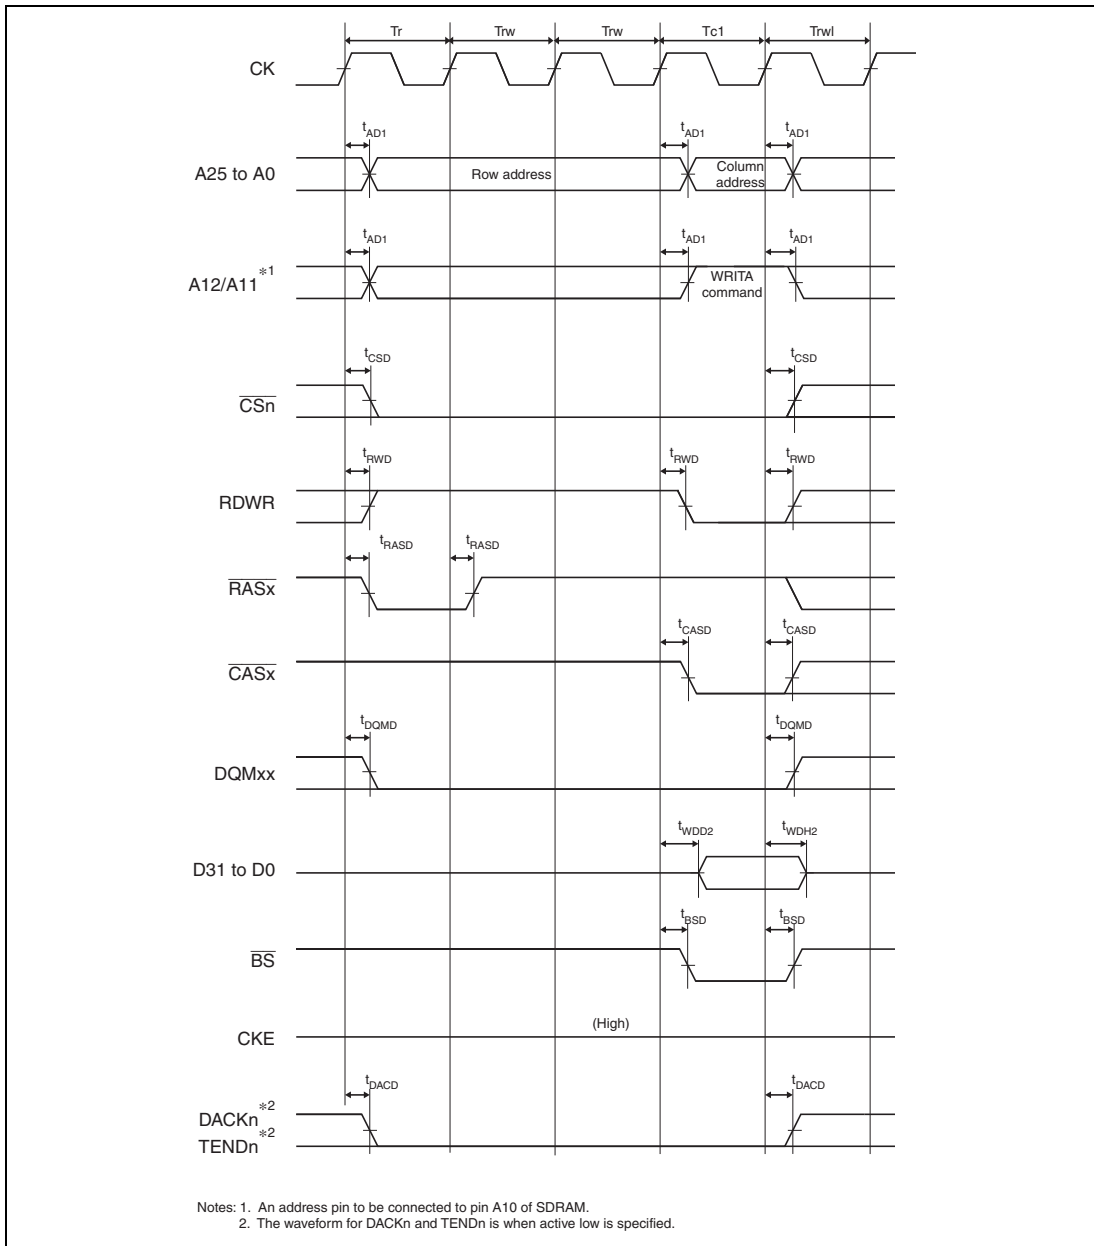 Tr Trw Trw Tc1 Trwl
CK
tAD1 tAD1 tAD1
A25 to A0 Row address Column address
tAD1 tAD1 tAD1
A12/A11*1 WRITA command
tCSD tCSD
CSn
tRWD tRWD tRWD
RDWR
tRASD tRASD
RASx
tCASD tCASD
CASx
tDQMD tDQMD
DQMxx
tWDD2 tWDH2
D31 to D0
tBSD tBSD
BS
(High)
CKE
tDACD tDACD
DACKn*2
TENDn*2
Notes: 1. An address pin to be connected to pin A10 of SDRAM.
2. The waveform for DACKn and TENDn is when active low is specified.